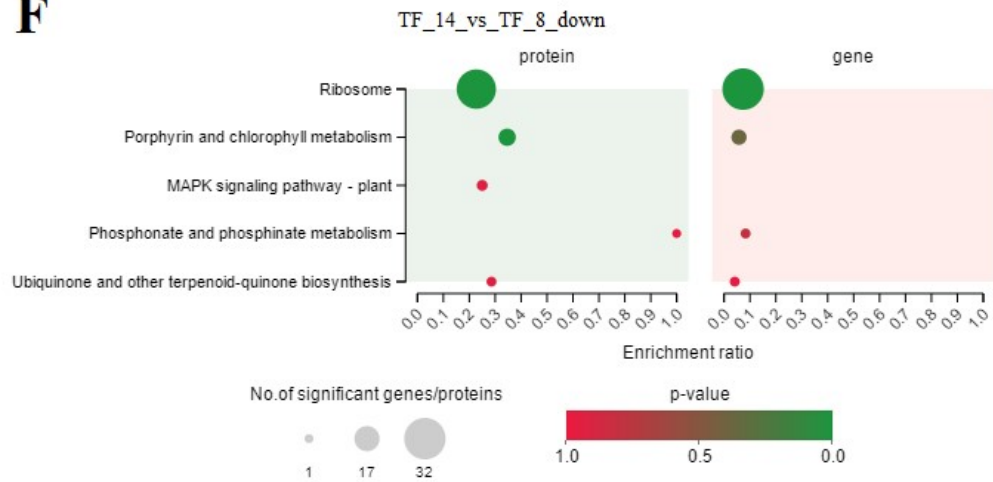 F
TF_14_vs_TF_8_down
protein gene
Ribosome
Porphyrin and chlorophyll metabolism
MAPK signaling pathway - plant
Phosphonate and phosphinate metabolism
Ubiquinone and other terpenoid-quinone biosynthesis
0.0 0.1 0.2 0.3 0.4 0.5 0.6 0.7 0.8 0.9 1.0 0.0 0.1 0.2 0.3 0.4 0.5 0.6 0.7 0.8 0.9 1.0
Enrichment ratio
No.of significant genes/proteins p-value
1.0 0.5 0.0
1 17 32